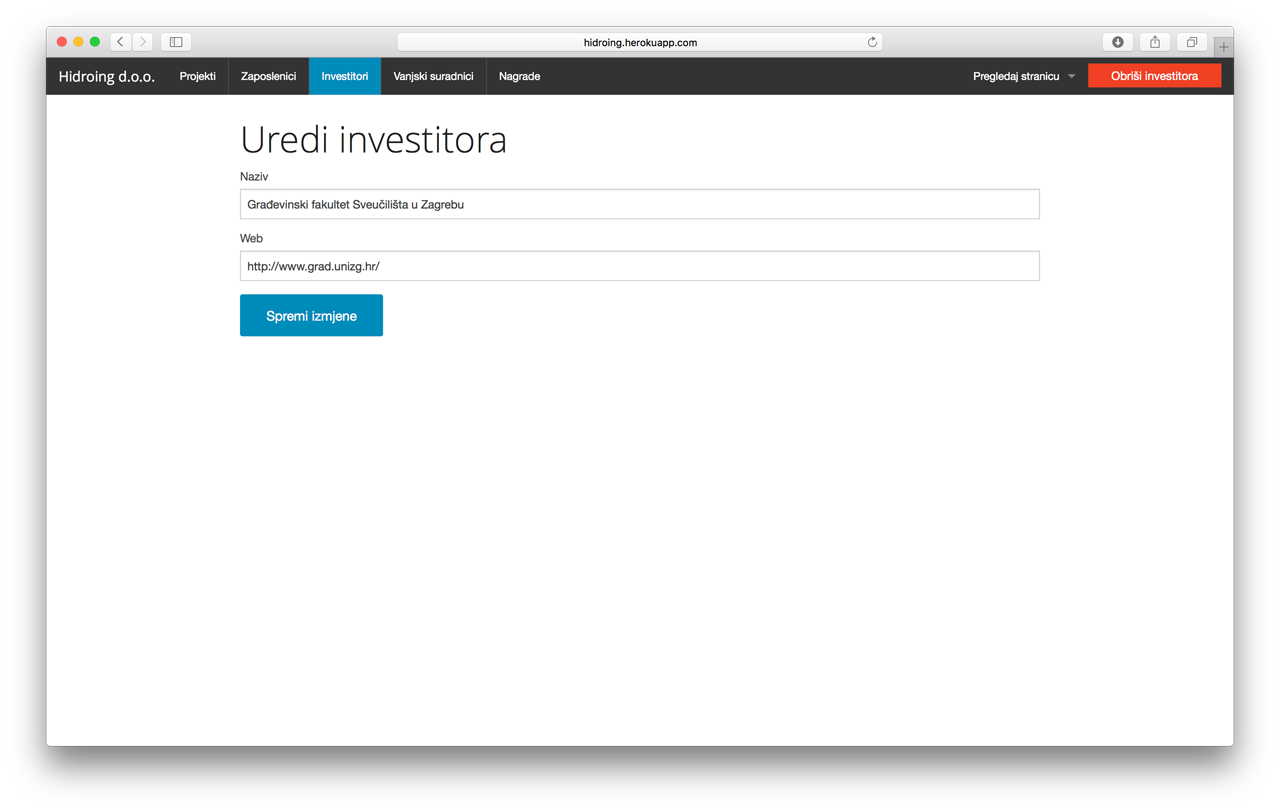 hidroing.herokuapp.com
Hidroing d.o.o. Projekti Zaposlenici Investitori Vanjski suradnici Nagrade Pregledaj stranicu Obriši investitora
Uredi investitora
Naziv
Građevinski fakultet Sveučilišta u Zagrebu
Web
http://www.grad.unizg.hr/
Spremi izmjene